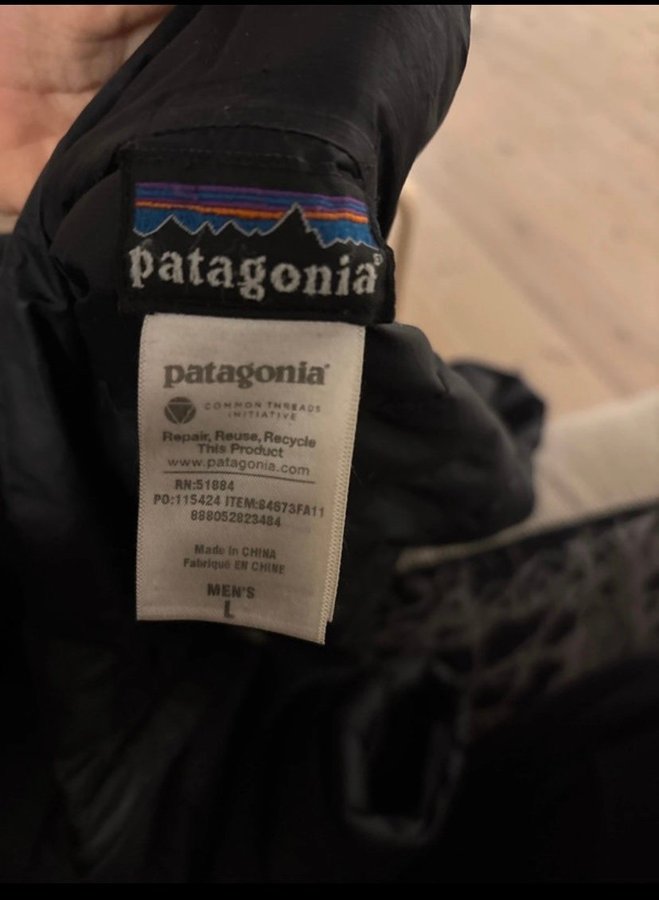 patagonia®
patagonia®
COMMON THREADS
INITIATIVE
Repair, Reuse, Recycle
This Product
www.patagonia.com
RN:51884
PO:115424 ITEM:84673FA11
888052823484
Made in CHINA
Fabriqué EN CHINE
MEN'S
L